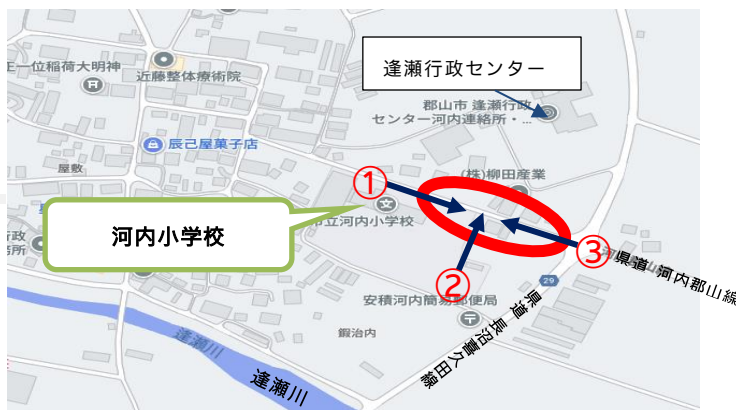 逢瀬行政センター
正一位稲荷大明神
近藤整体療術院
郡山市 逢瀬行政
センター河内連絡所・...
辰己屋菓子店
屋敷
(株)柳田産業
①
市立河内小学校
河内小学校
②
③
県道 河内郡山線
29
安積河内簡易郵便局
県道長沼喜久田線
鍛治内
逢瀬川
逢瀬川